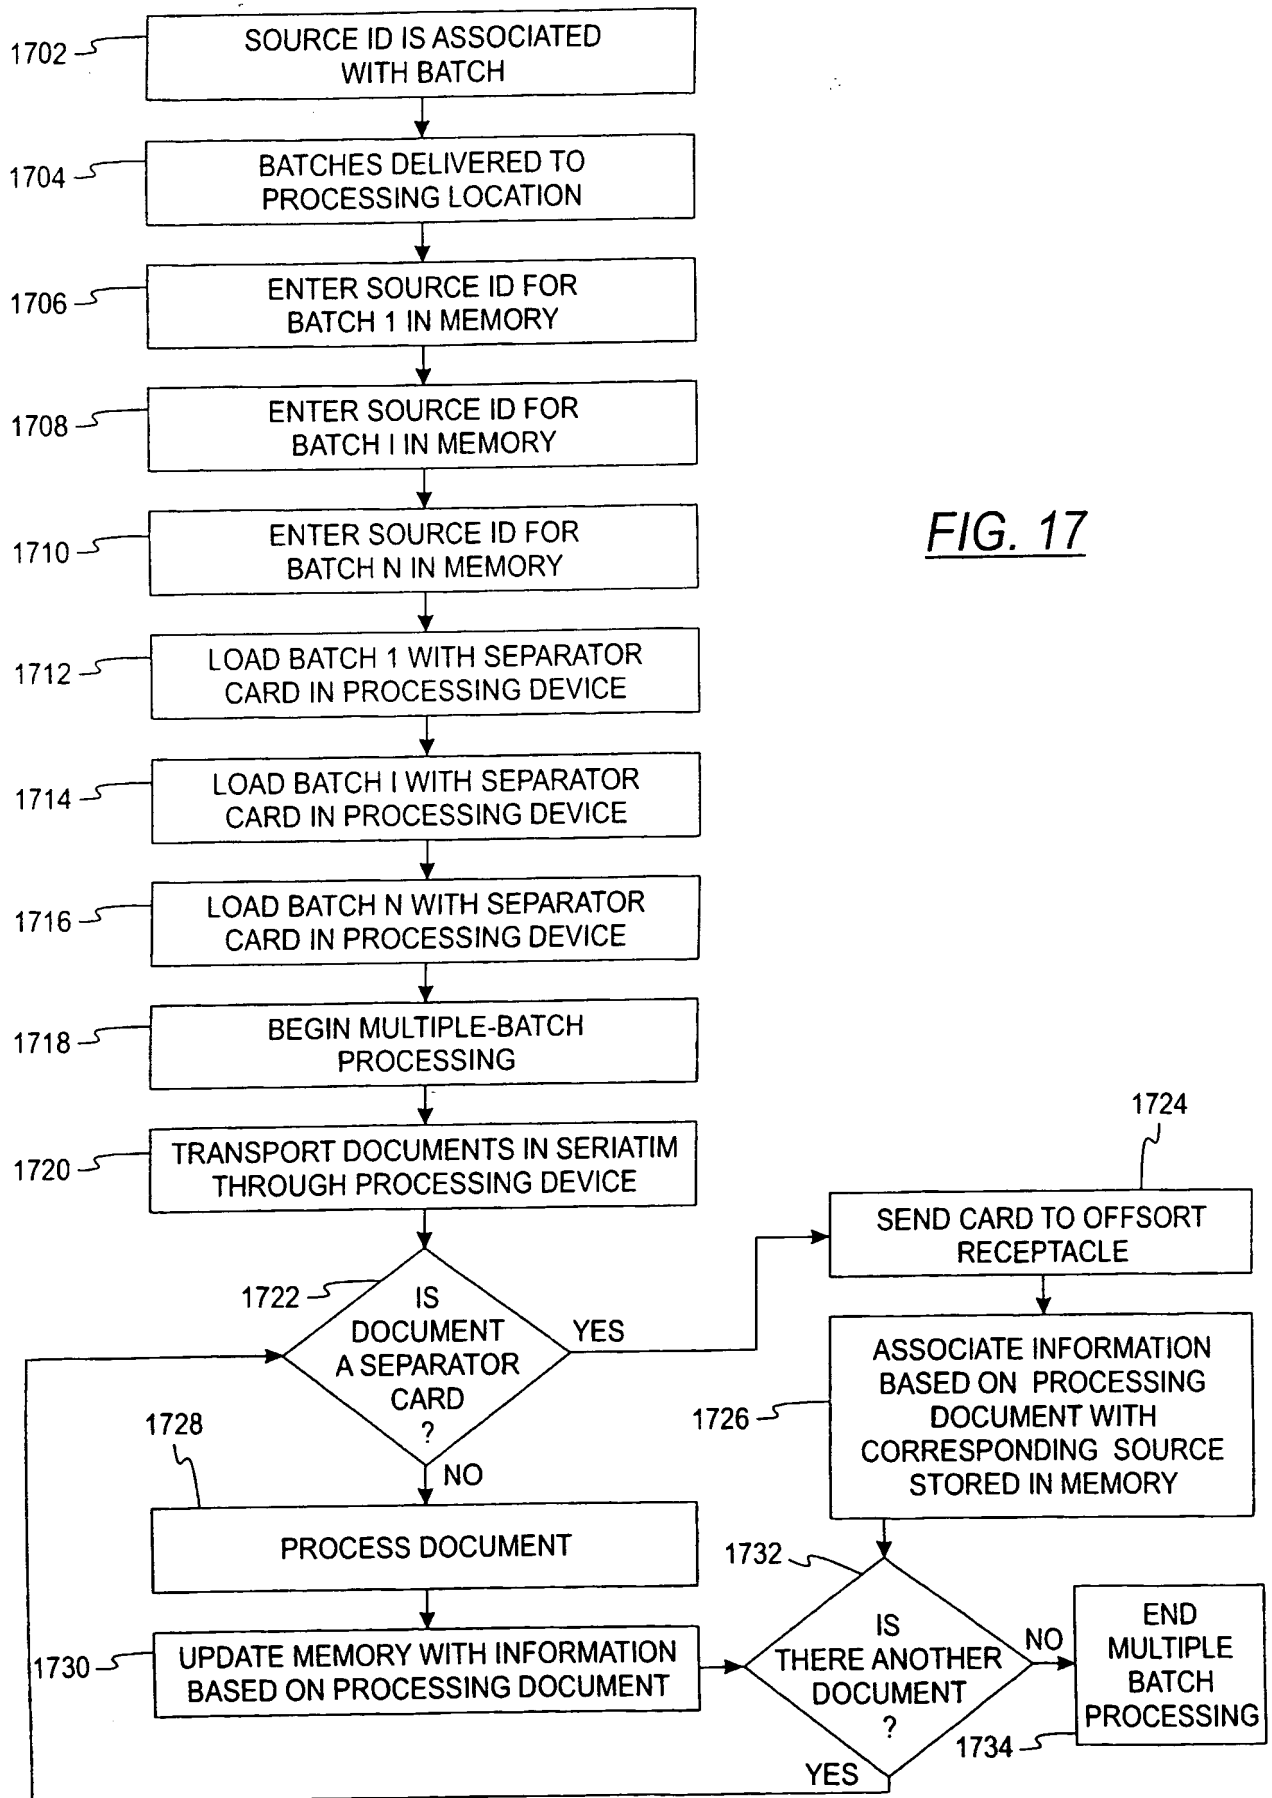 1702
SOURCE ID IS ASSOCIATED
WITH BATCH
1704
BATCHES DELIVERED TO
PROCESSING LOCATION
1706
ENTER SOURCE ID FOR
BATCH 1 IN MEMORY
1708
ENTER SOURCE ID FOR
BATCH I IN MEMORY
1710
ENTER SOURCE ID FOR
BATCH N IN MEMORY
FIG. 17
1712
LOAD BATCH 1 WITH SEPARATOR
CARD IN PROCESSING DEVICE
1714
LOAD BATCH I WITH SEPARATOR
CARD IN PROCESSING DEVICE
1716
LOAD BATCH N WITH SEPARATOR
CARD IN PROCESSING DEVICE
1718
BEGIN MULTIPLE-BATCH
PROCESSING
1720
TRANSPORT DOCUMENTS IN SERIATIM
THROUGH PROCESSING DEVICE
1722
IS
DOCUMENT
A SEPARATOR
CARD
?
YES
NO
1724
SEND CARD TO OFFSORT
RECEPTACLE
1726
ASSOCIATE INFORMATION
BASED ON PROCESSING
DOCUMENT WITH
CORRESPONDING SOURCE
STORED IN MEMORY
1728
PROCESS DOCUMENT
1730
UPDATE MEMORY WITH INFORMATION
BASED ON PROCESSING DOCUMENT
1732
IS
THERE ANOTHER
DOCUMENT
?
NO
YES
END
MULTIPLE
BATCH
PROCESSING
1734